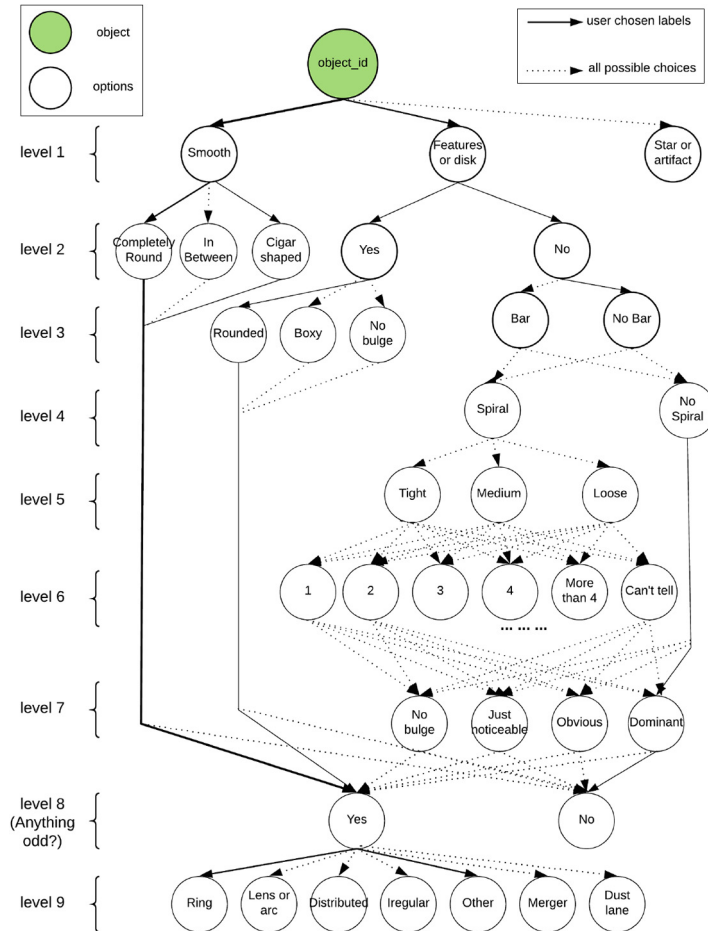 object
options
user chosen labels
all possible choices
object_id
level 1
Smooth
Features
or disk
Star or
artifact
level 2
Completely
Round
In
Between
Cigar
shaped
Yes
No
level 3
Rounded
Boxy
No
bulge
Bar
No Bar
level 4
Spiral
No
Spiral
level 5
Tight
Medium
Loose
level 6
1
2
3
4
More
than 4
Can't tell
... ... ...
level 7
No
bulge
Just
noticeable
Obvious
Dominant
level 8
(Anything
odd?)
Yes
No
level 9
Ring
Lens or
arc
Distributed
Irregular
Other
Merger
Dust
lane